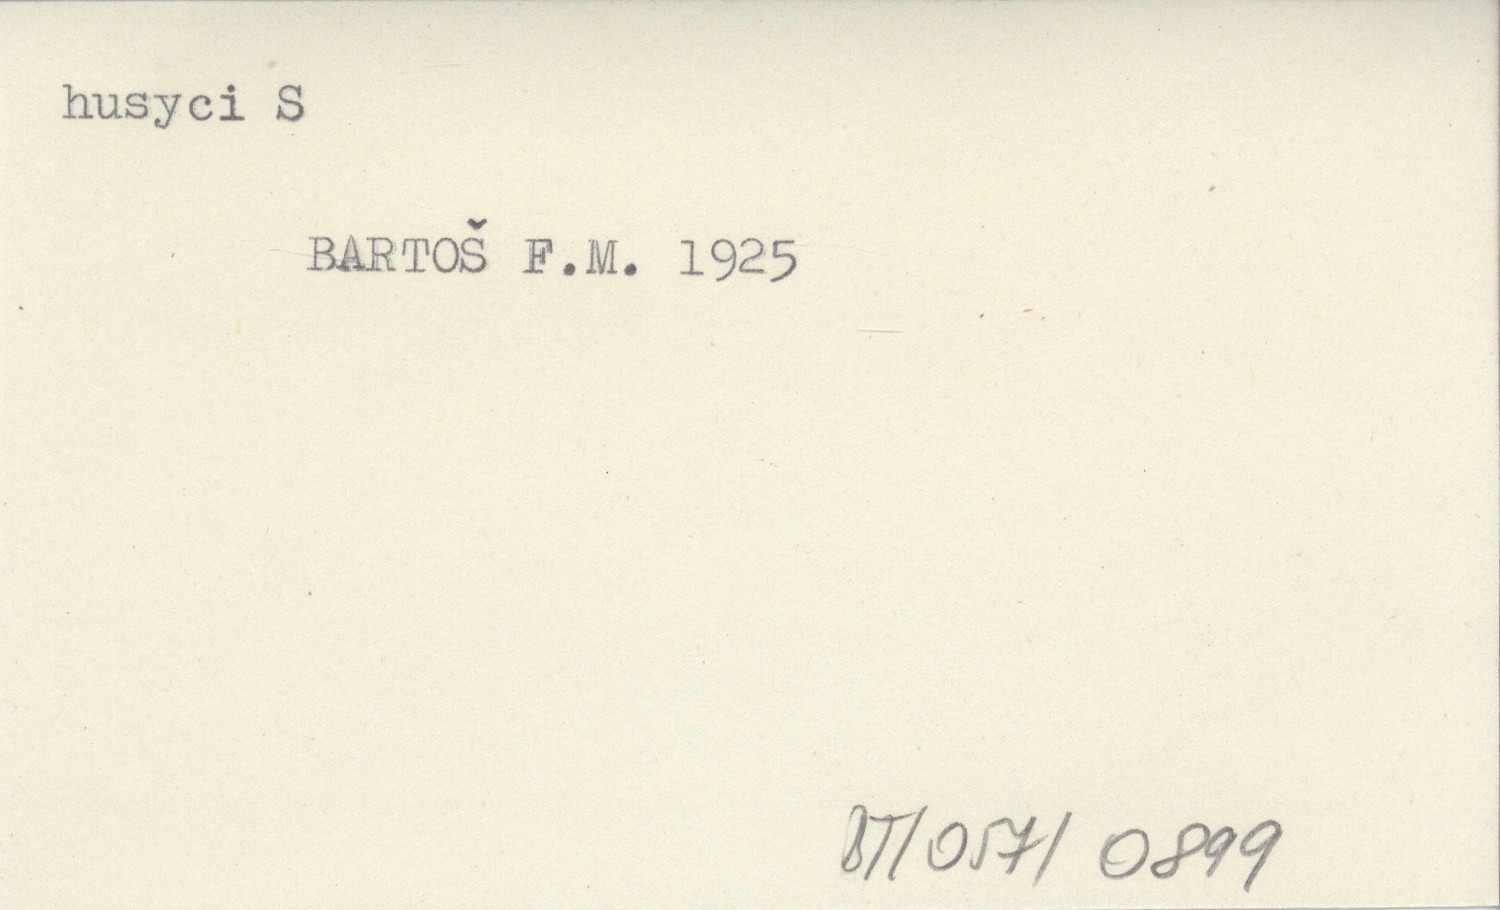 husyci S
BARTOŠ F.M. 1925
BT/057/ 0899